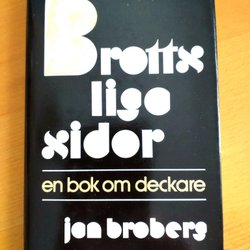 Brotts
liga
sidor
en bok om deckare
jan broberg